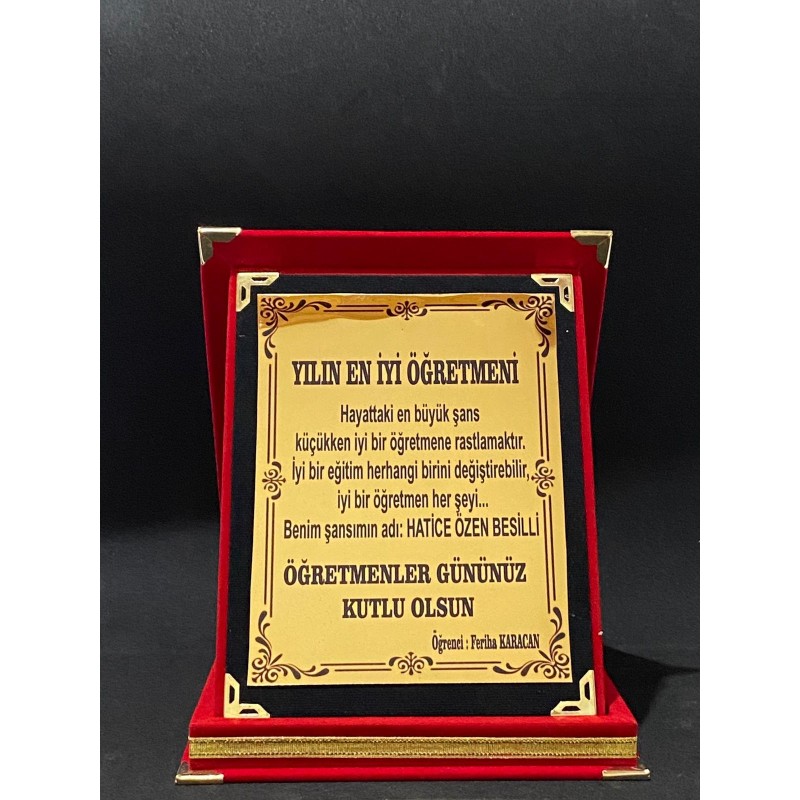 YILIN EN İYİ ÖĞRETMENİ
Hayattaki en büyük şans
küçükken iyi bir öğretmene rastlamaktır.
İyi bir eğitim herhangi birini değiştirebilir,
iyi bir öğretmen her şeyi...
Benim şansımın adı: HATİCE ÖZEN BESİLLİ
ÖĞRETMENLER GÜNÜNÜZ
KUTLU OLSUN
Öğrenci : Feriha KARACAN